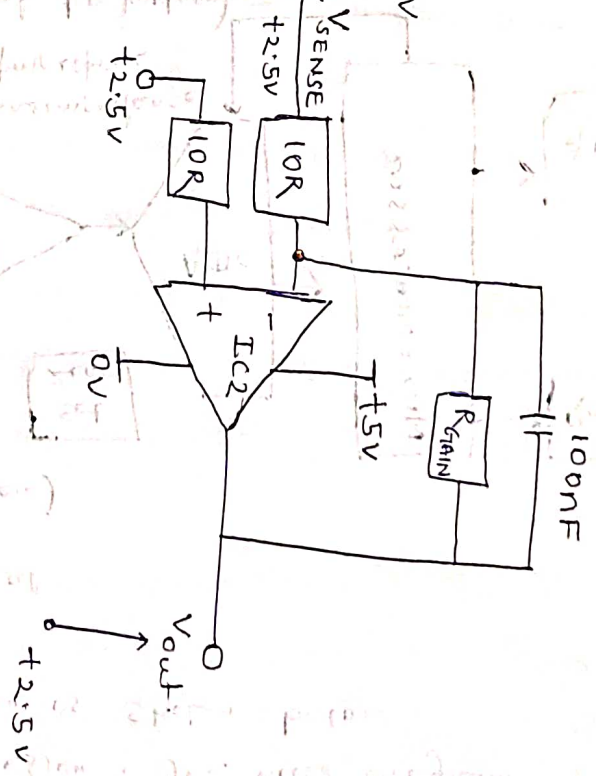 100nF
RGAIN
V
+5V
VSENSE
+2.5V
10R
-
IC2
+
10R
+2.5V
0V
Vout
+2.5V